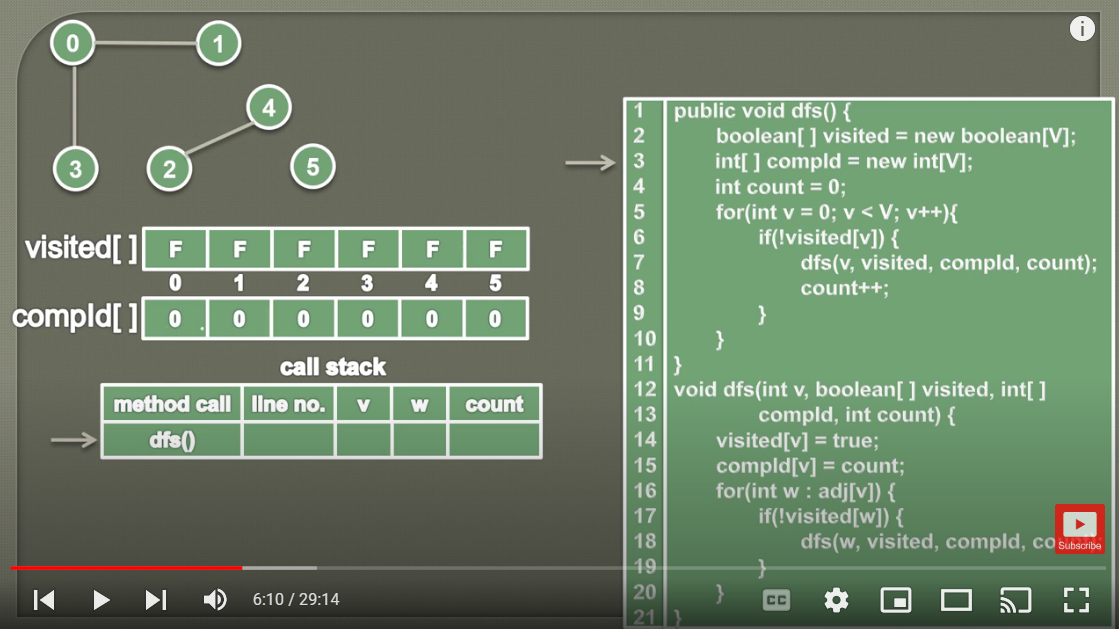 0 1
4
3 2 5
visited[ ] F F F F F F
0 1 2 3 4 5
compId[ ] 0 0 0 0 0 0
call stack
method call line no. v w count
dfs()
1 public void dfs() {
2 boolean[ ] visited = new boolean[V];
3 int[ ] compId = new int[V];
4 int count = 0;
5 for(int v = 0; v < V; v++){
6 if(!visited[v]) {
7 dfs(v, visited, compId, count);
8 count++;
9 }
10 }
11 }
12 void dfs(int v, boolean[ ] visited, int[ ]
13 compId, int count) {
14 visited[v] = true;
15 compId[v] = count;
16 for(int w : adj[v]) {
17 if(!visited[w]) {
18 dfs(w, visited, compId, co
19 }
20 }
21 }
Subscribe
6:10 / 29:14
CC
i